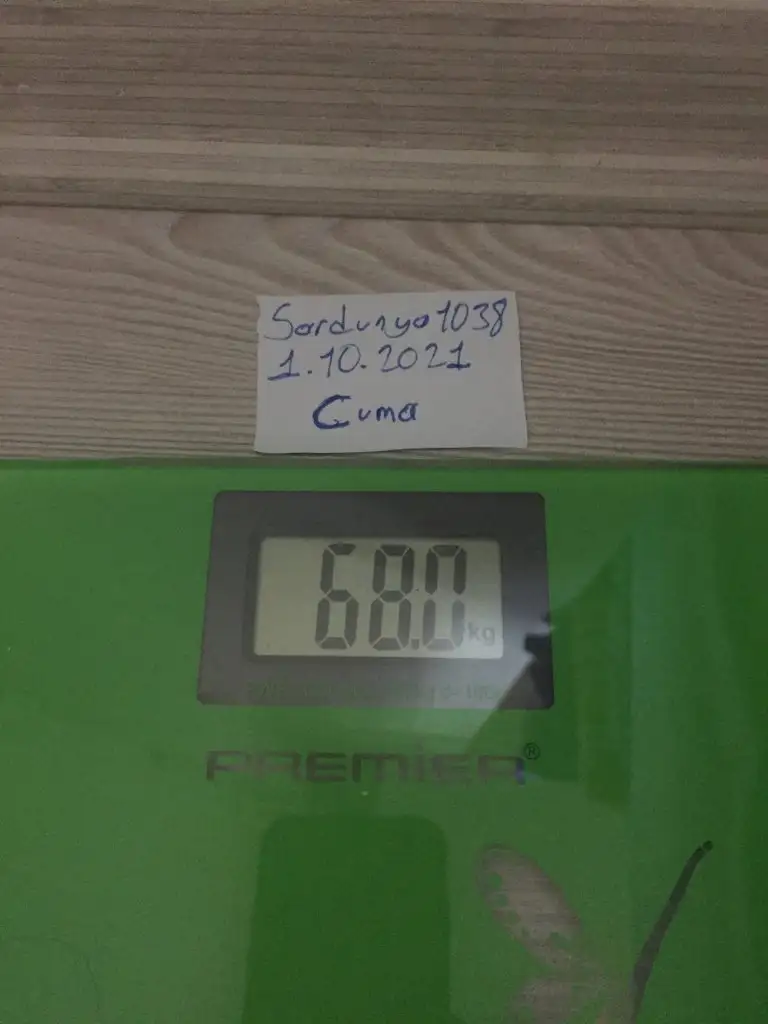 Sardunya1038
1.10.2021
Cuma
68.0 kg
PREMiER®